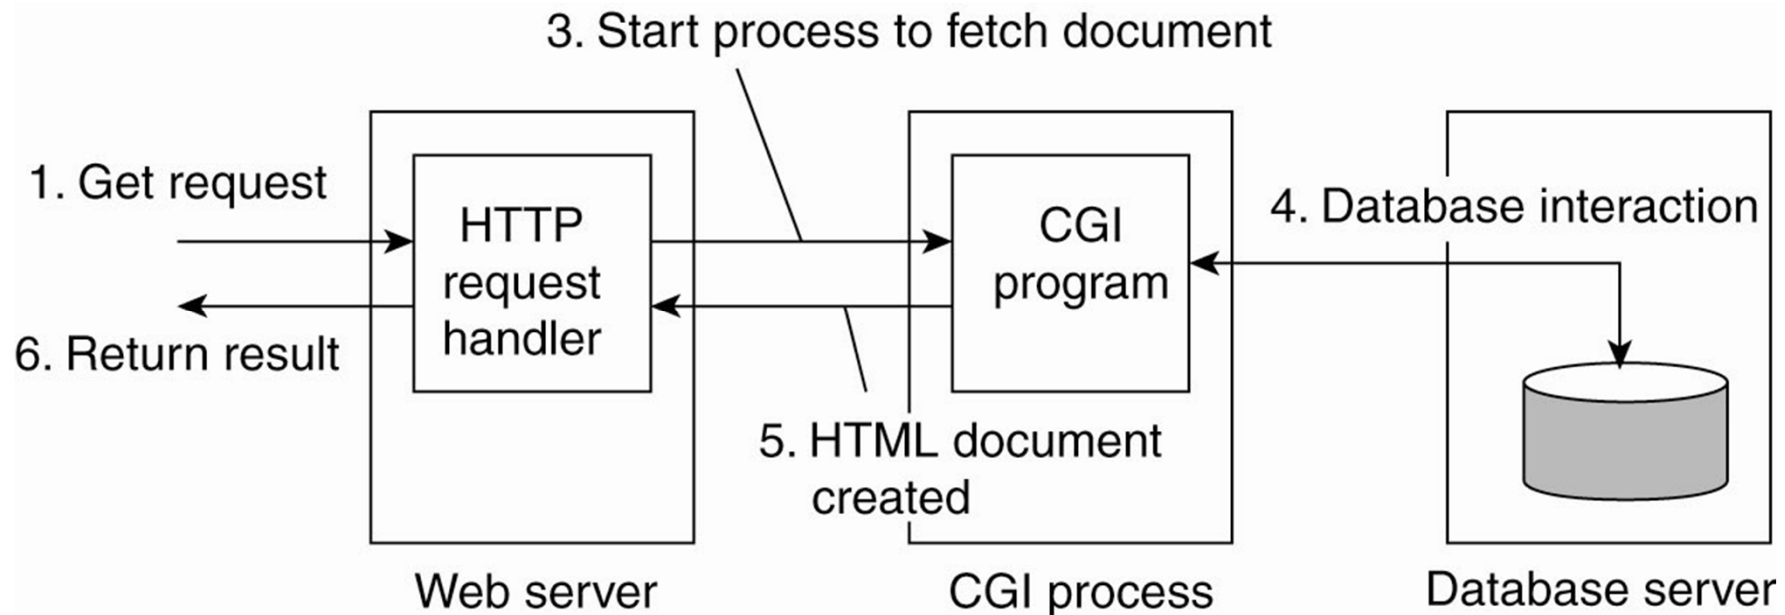 3. Start process to fetch document
1. Get request
HTTP
request
handler
CGI
program
4. Database interaction
6. Return result
5. HTML document
created
Web server
CGI process
Database server